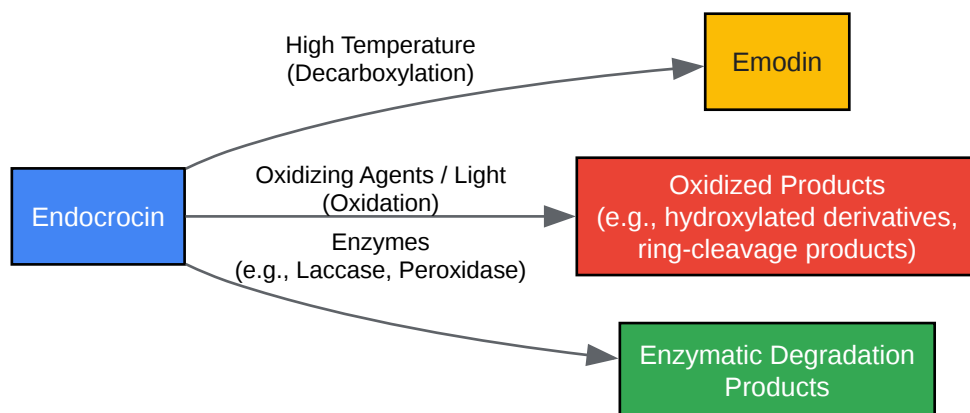 High Temperature
(Decarboxylation)
Emodin
Endocrocin
Oxidizing Agents / Light
(Oxidation)
Oxidized Products
(e.g., hydroxylated derivatives,
ring-cleavage products)
Enzymes
(e.g., Laccase, Peroxidase)
Enzymatic Degradation
Products